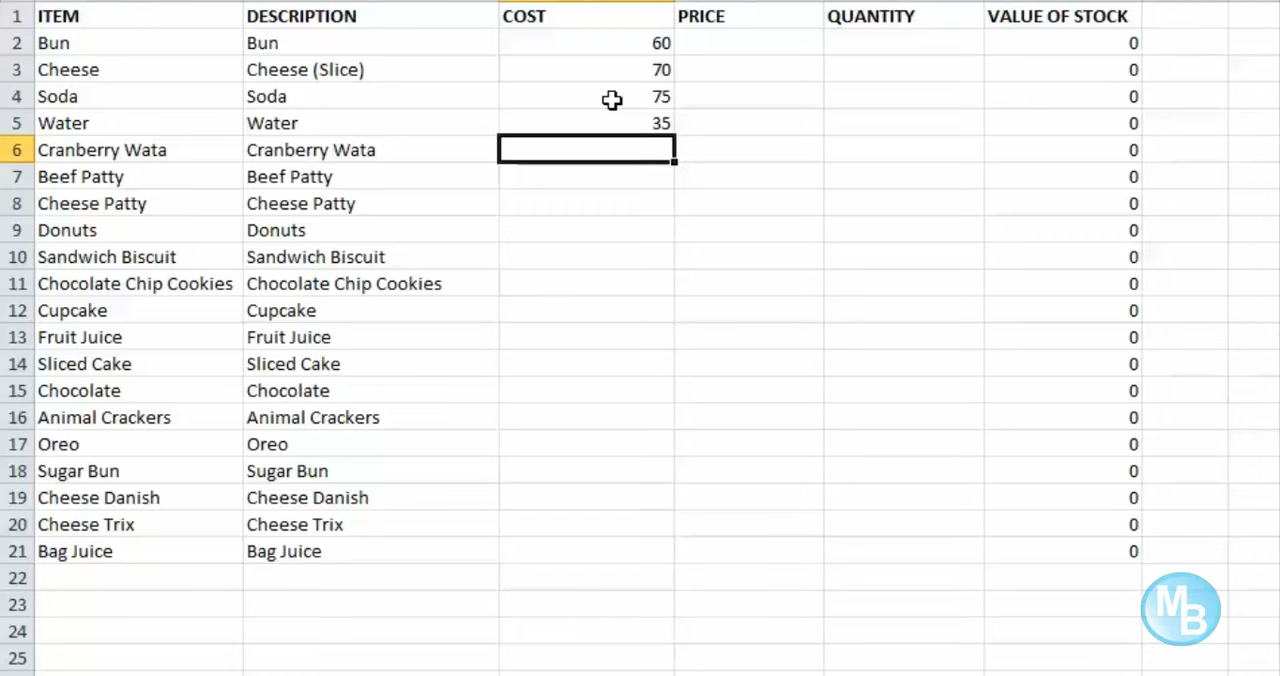 1 ITEM DESCRIPTION COST PRICE QUANTITY VALUE OF STOCK
2 Bun Bun 60 0
3 Cheese Cheese (Slice) 70 0
4 Soda Soda 75 0
5 Water Water 35 0
6 Cranberry Wata Cranberry Wata 0
7 Beef Patty Beef Patty 0
8 Cheese Patty Cheese Patty 0
9 Donuts Donuts 0
10 Sandwich Biscuit Sandwich Biscuit 0
11 Chocolate Chip Cookies Chocolate Chip Cookies 0
12 Cupcake Cupcake 0
13 Fruit Juice Fruit Juice 0
14 Sliced Cake Sliced Cake 0
15 Chocolate Chocolate 0
16 Animal Crackers Animal Crackers 0
17 Oreo Oreo 0
18 Sugar Bun Sugar Bun 0
19 Cheese Danish Cheese Danish 0
20 Cheese Trix Cheese Trix 0
21 Bag Juice Bag Juice 0
22
23
24
25
MB